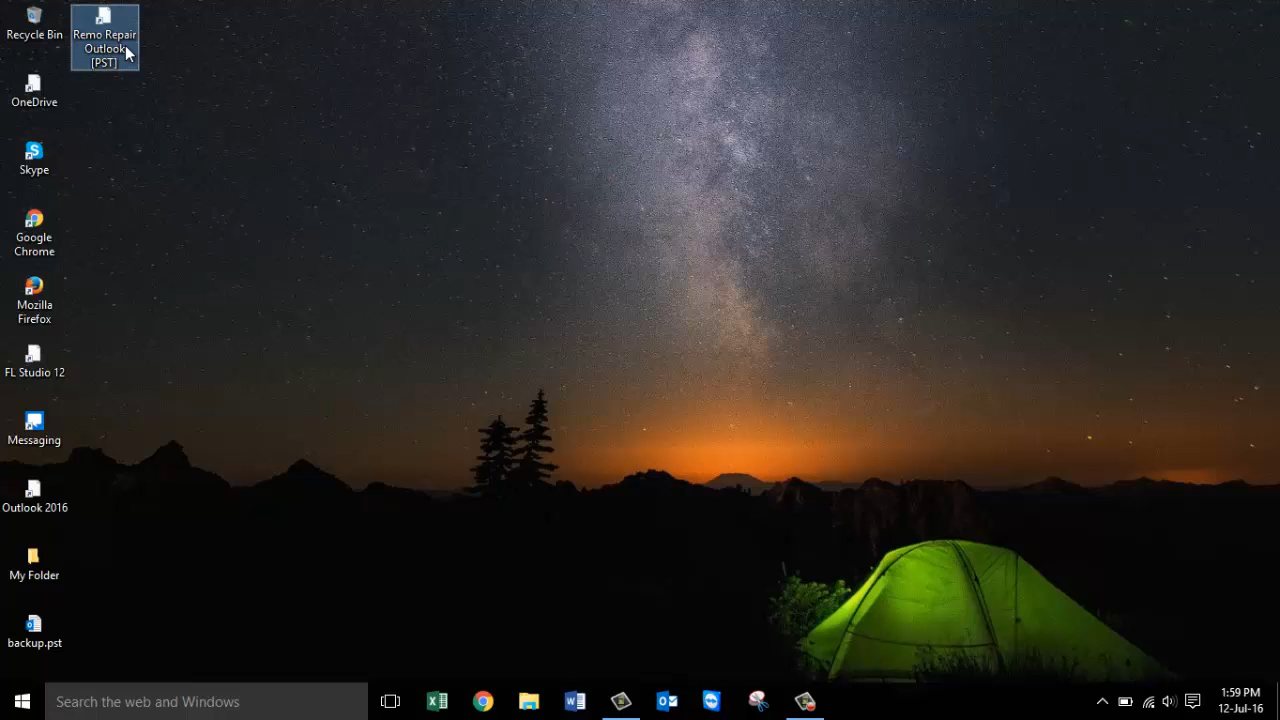 Recycle Bin
Remo Repair
Outlook
[PST]
OneDrive
Skype
Google
Chrome
Mozilla
Firefox
FL Studio 12
Messaging
Outlook 2016
My Folder
backup.pst
Search the web and Windows
1:59 PM
12-Jul-16